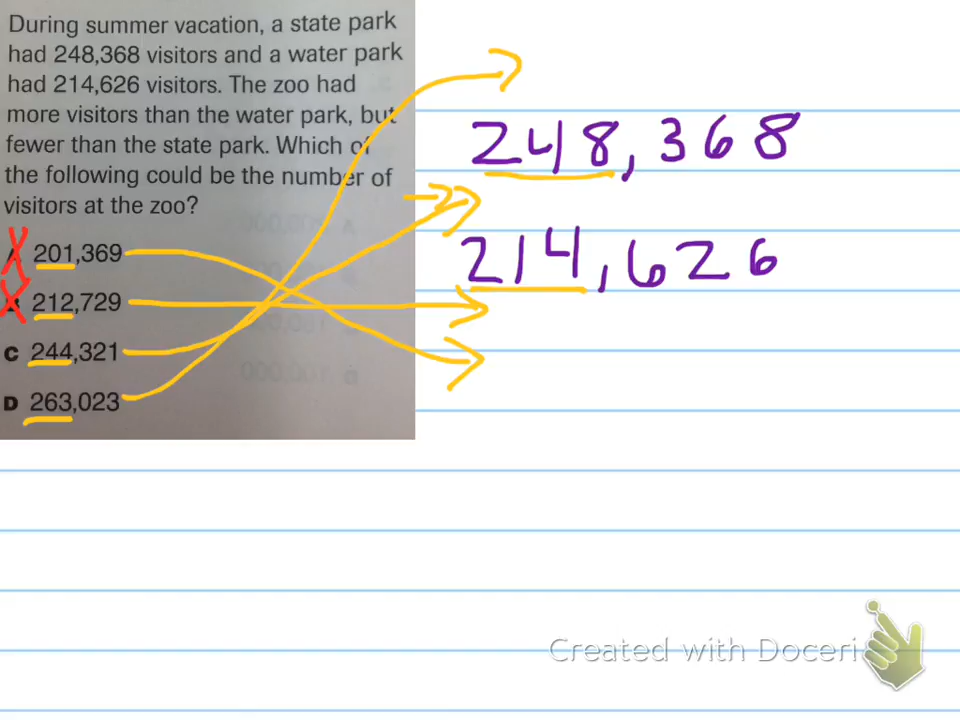 During summer vacation, a state park
had 248,368 visitors and a water park
had 214,626 visitors. The zoo had
more visitors than the water park, but
fewer than the state park. Which of
the following could be the number of
visitors at the zoo?
201,369
212,729
C 244,321
D 263,023
248,368
214,626
Created with Doceri